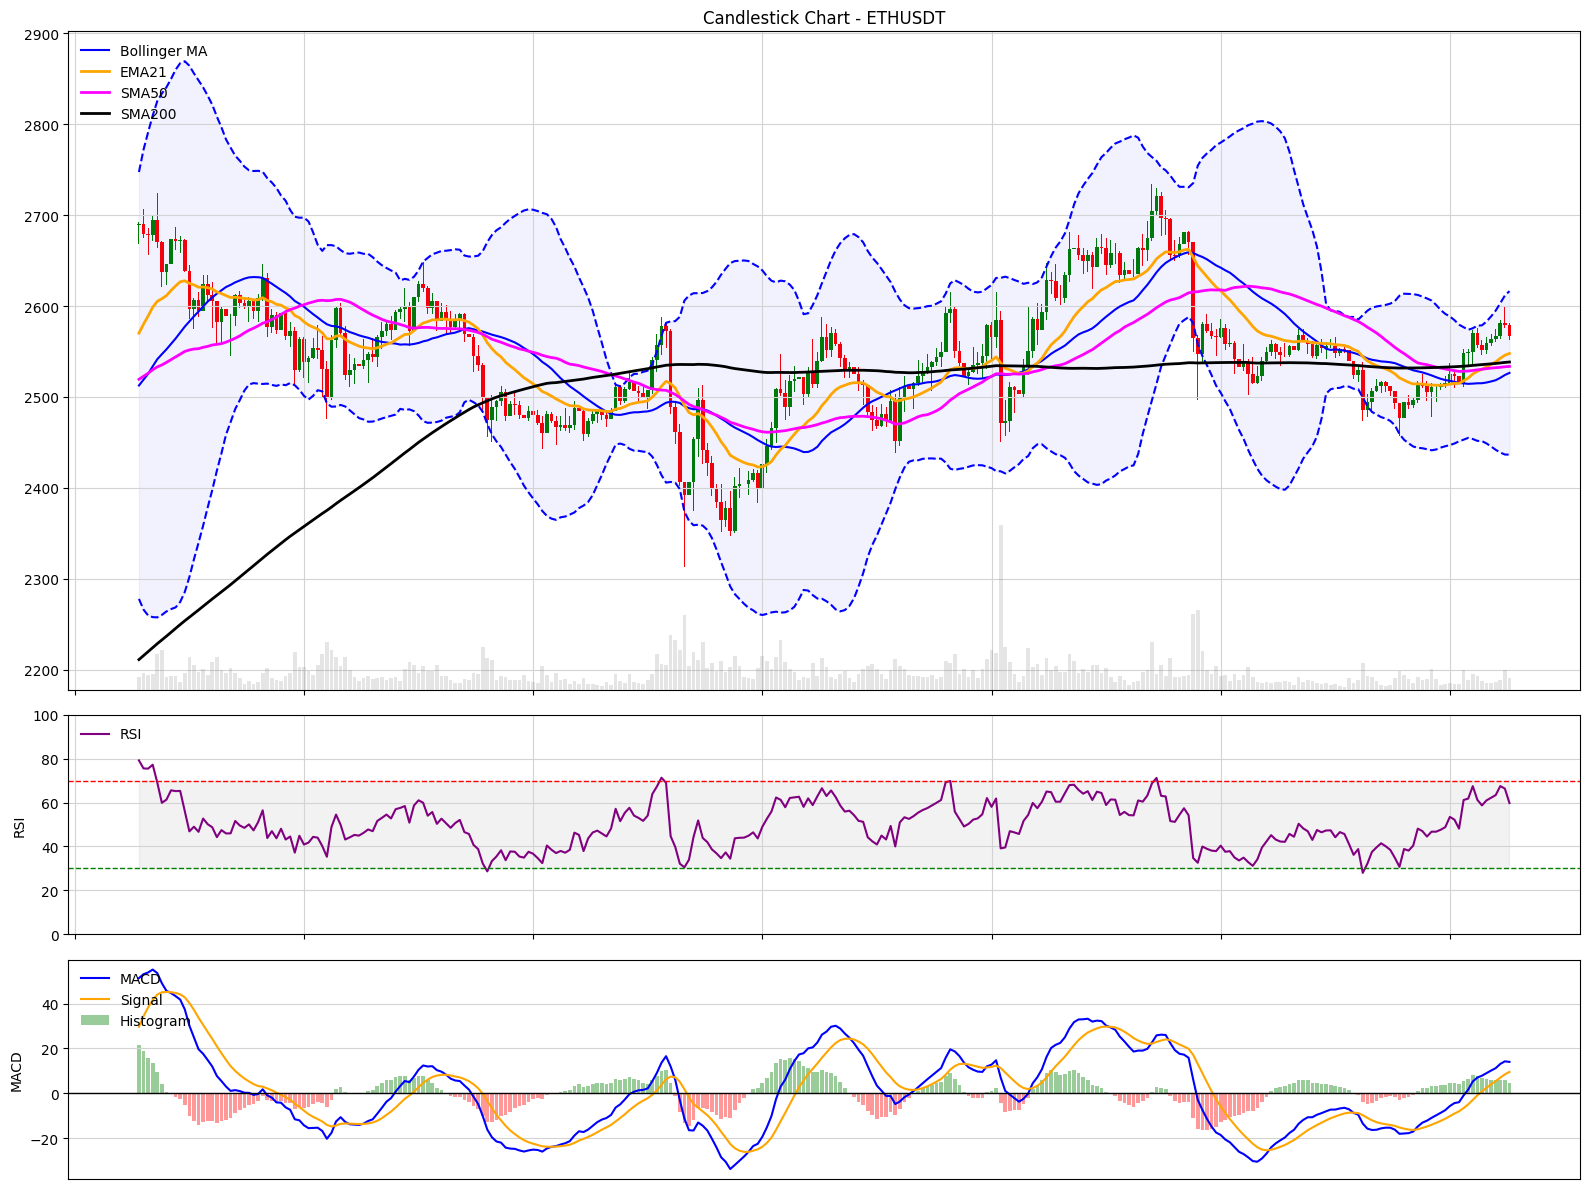 Candlestick Chart - ETHUSDT
2900
2800
2700
2600
2500
2400
2300
2200
Bollinger MA
EMA21
SMA50
SMA200
RSI
100
80
60
40
20
0
RSI
MACD
40
20
0
−20
MACD
Signal
Histogram